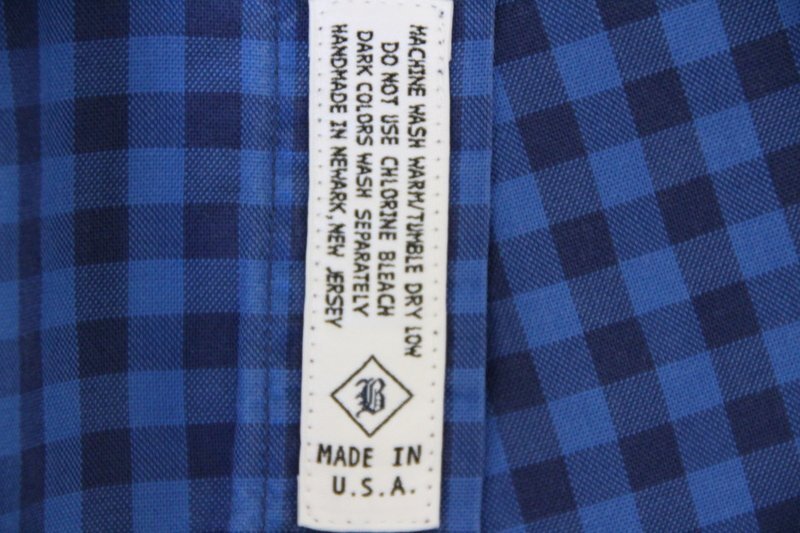 MACHINE WASH WARM/TUMBLE DRY LOW
DO NOT USE CHLORINE BLEACH
DARK COLORS WASH SEPARATELY
HANDMADE IN NEWARK, NEW JERSEY
B
MADE IN
U.S.A.